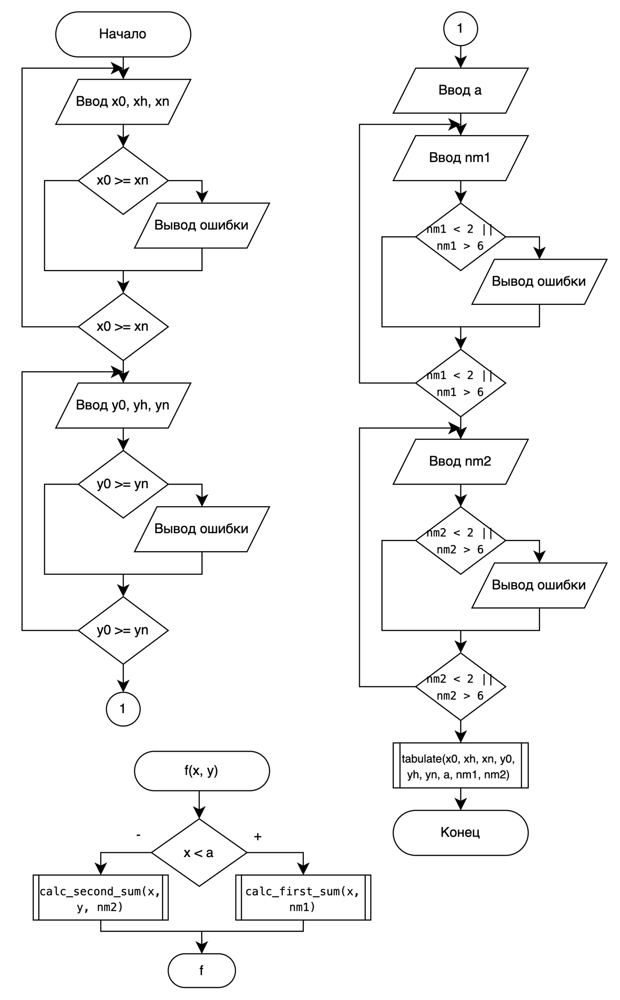 Начало
Ввод x0, xh, xn
x0 >= xn
Вывод ошибки
x0 >= xn
Ввод y0, yh, yn
y0 >= yn
Вывод ошибки
y0 >= yn
1
1
Ввод a
Ввод nm1
nm1 < 2 ||
nm1 > 6
Вывод ошибки
nm1 < 2 ||
nm1 > 6
Ввод nm2
nm2 < 2 ||
nm2 > 6
Вывод ошибки
nm2 < 2 ||
nm2 > 6
tabulate(x0, xh, xn, y0,
yh, yn, a, nm1, nm2)
Конец
f(x, y)
x < a
-
+
calc_second_sum(x,
y, nm2)
calc_first_sum(x,
nm1)
f